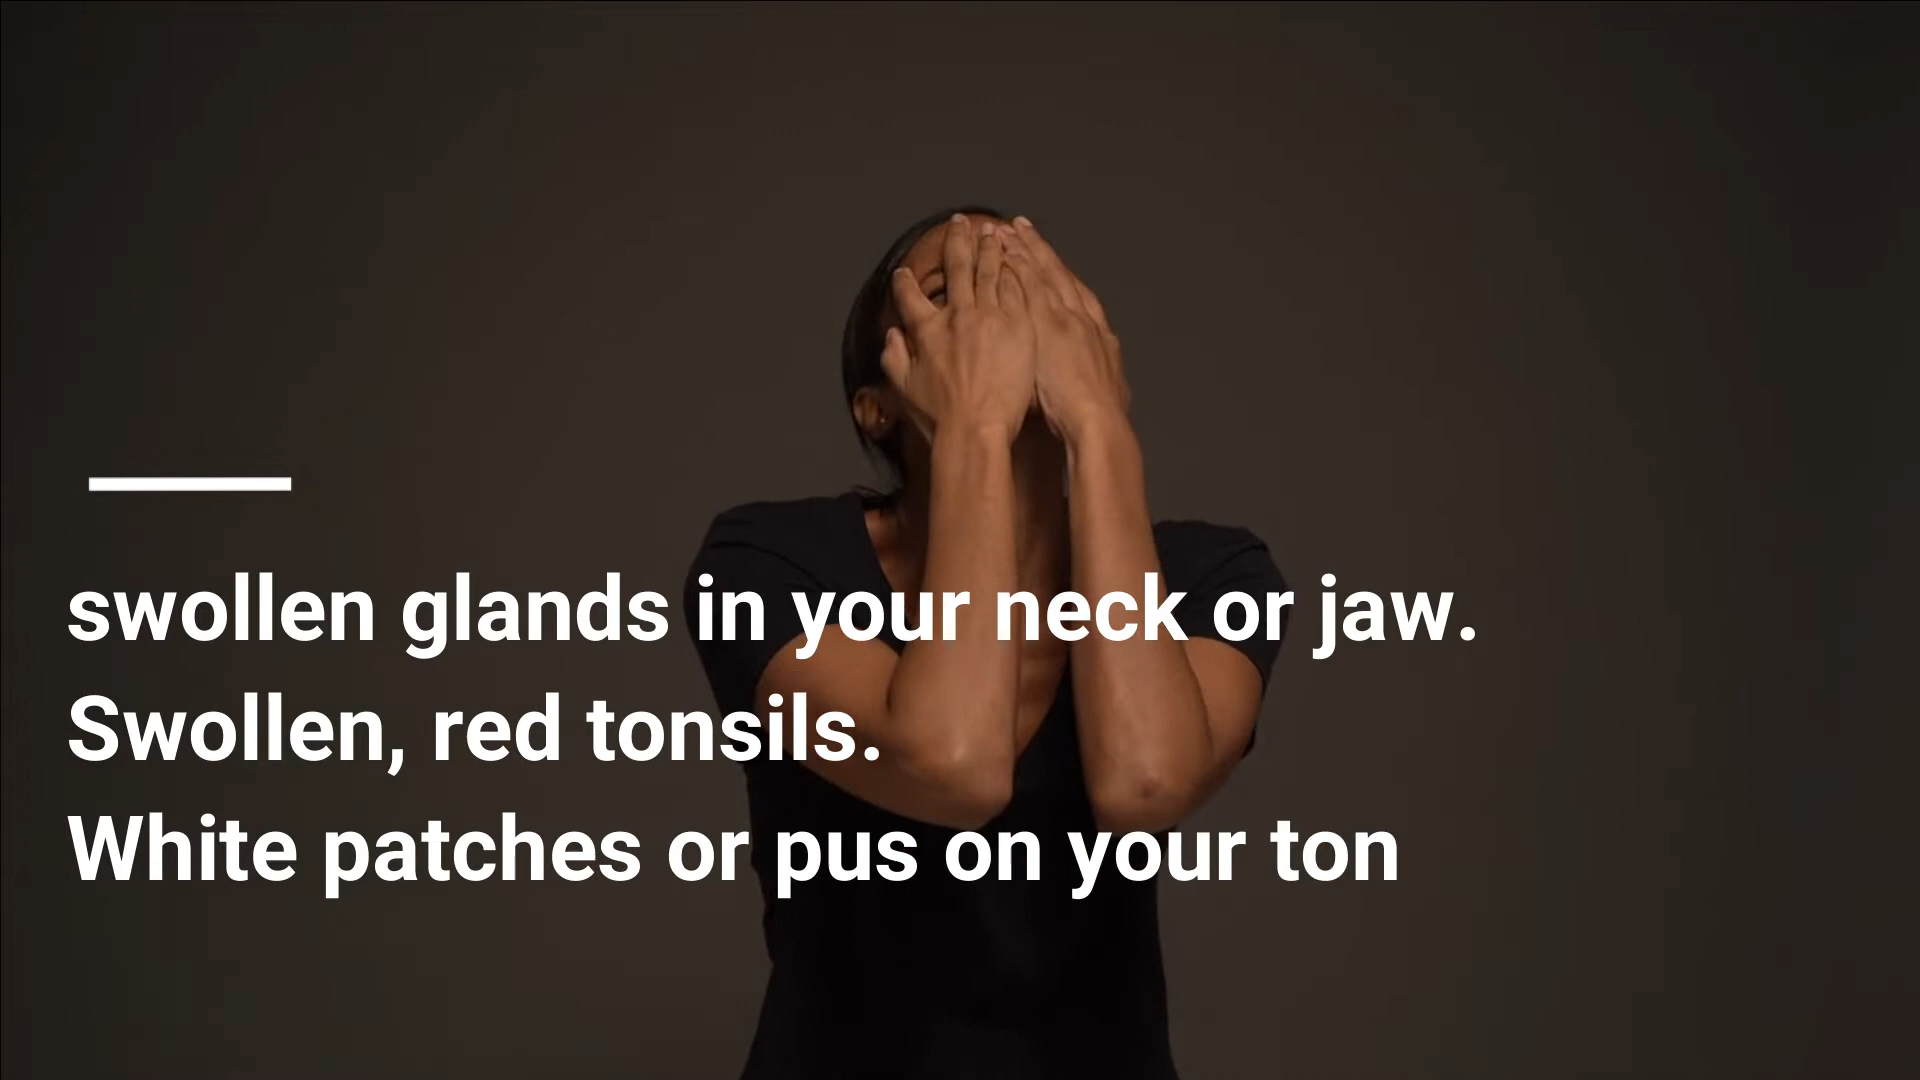 swollen glands in your neck or jaw.
Swollen, red tonsils.
White patches or pus on your ton